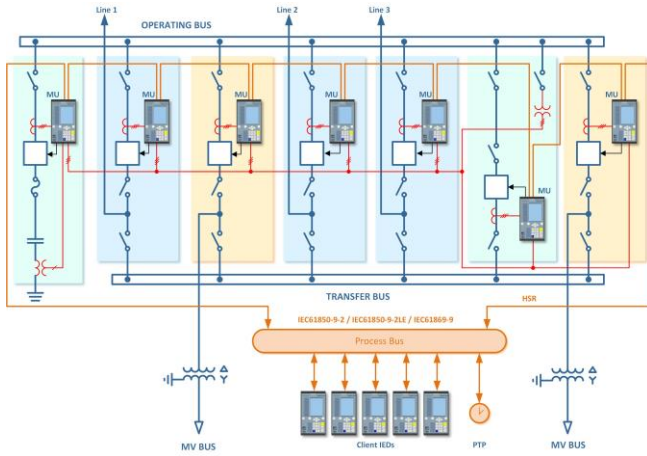 Line 1
Line 2
Line 3
OPERATING BUS
MU
MU
MU
MU
MU
MU
MU
TRANSFER BUS
HSR
IEC61850-9-2 / IEC61850-9-2LE / IEC61869-9
Process Bus
MV BUS
Client IEDs
PTP
MV BUS